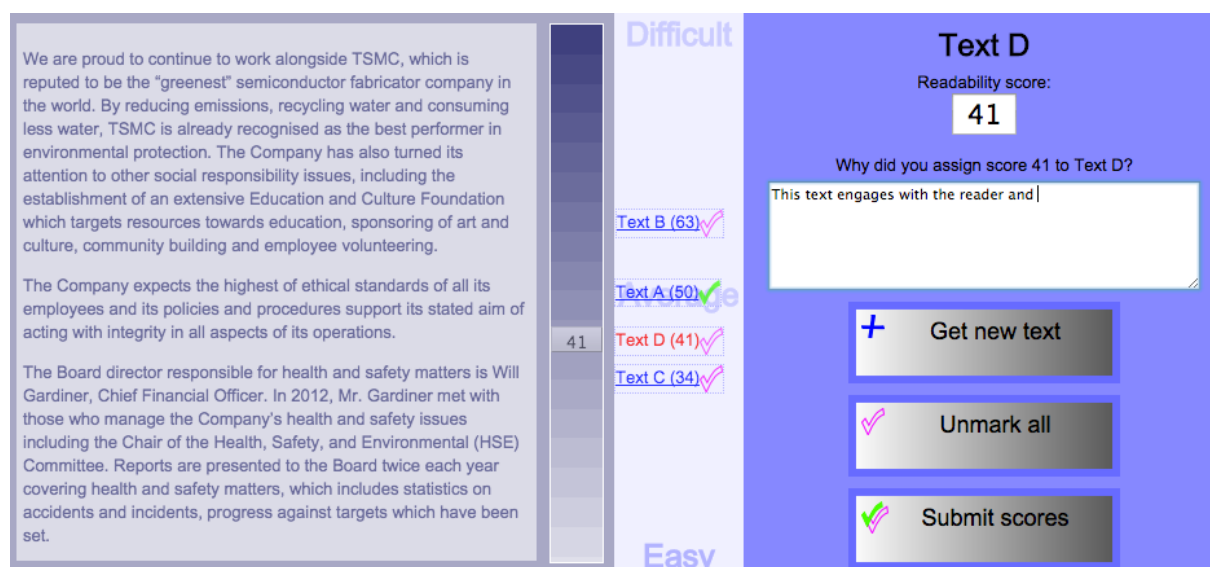 We are proud to continue to work alongside TSMC, which is
reputed to be the “greenest” semiconductor fabricator company in
the world. By reducing emissions, recycling water and consuming
less water, TSMC is already recognised as the best performer in
environmental protection. The Company has also turned its
attention to other social responsibility issues, including the
establishment of an extensive Education and Culture Foundation
which targets resources towards education, sponsoring of art and
culture, community building and employee volunteering.
The Company expects the highest of ethical standards of all its
employees and its policies and procedures support its stated aim of
acting with integrity in all aspects of its operations.
The Board director responsible for health and safety matters is Will
Gardiner, Chief Financial Officer. In 2012, Mr. Gardiner met with
those who manage the Company’s health and safety issues
including the Chair of the Health, Safety, and Environmental (HSE)
Committee. Reports are presented to the Board twice each year
covering health and safety matters, which includes statistics on
accidents and incidents, progress against targets which have been
set.
41
Difficult
Text B (63)
Text A (50)
Average
Text D (41)
Text C (34)
Easy
Text D
Readability score:
41
Why did you assign score 41 to Text D?
This text engages with the reader and
Get new text
Unmark all
Submit scores